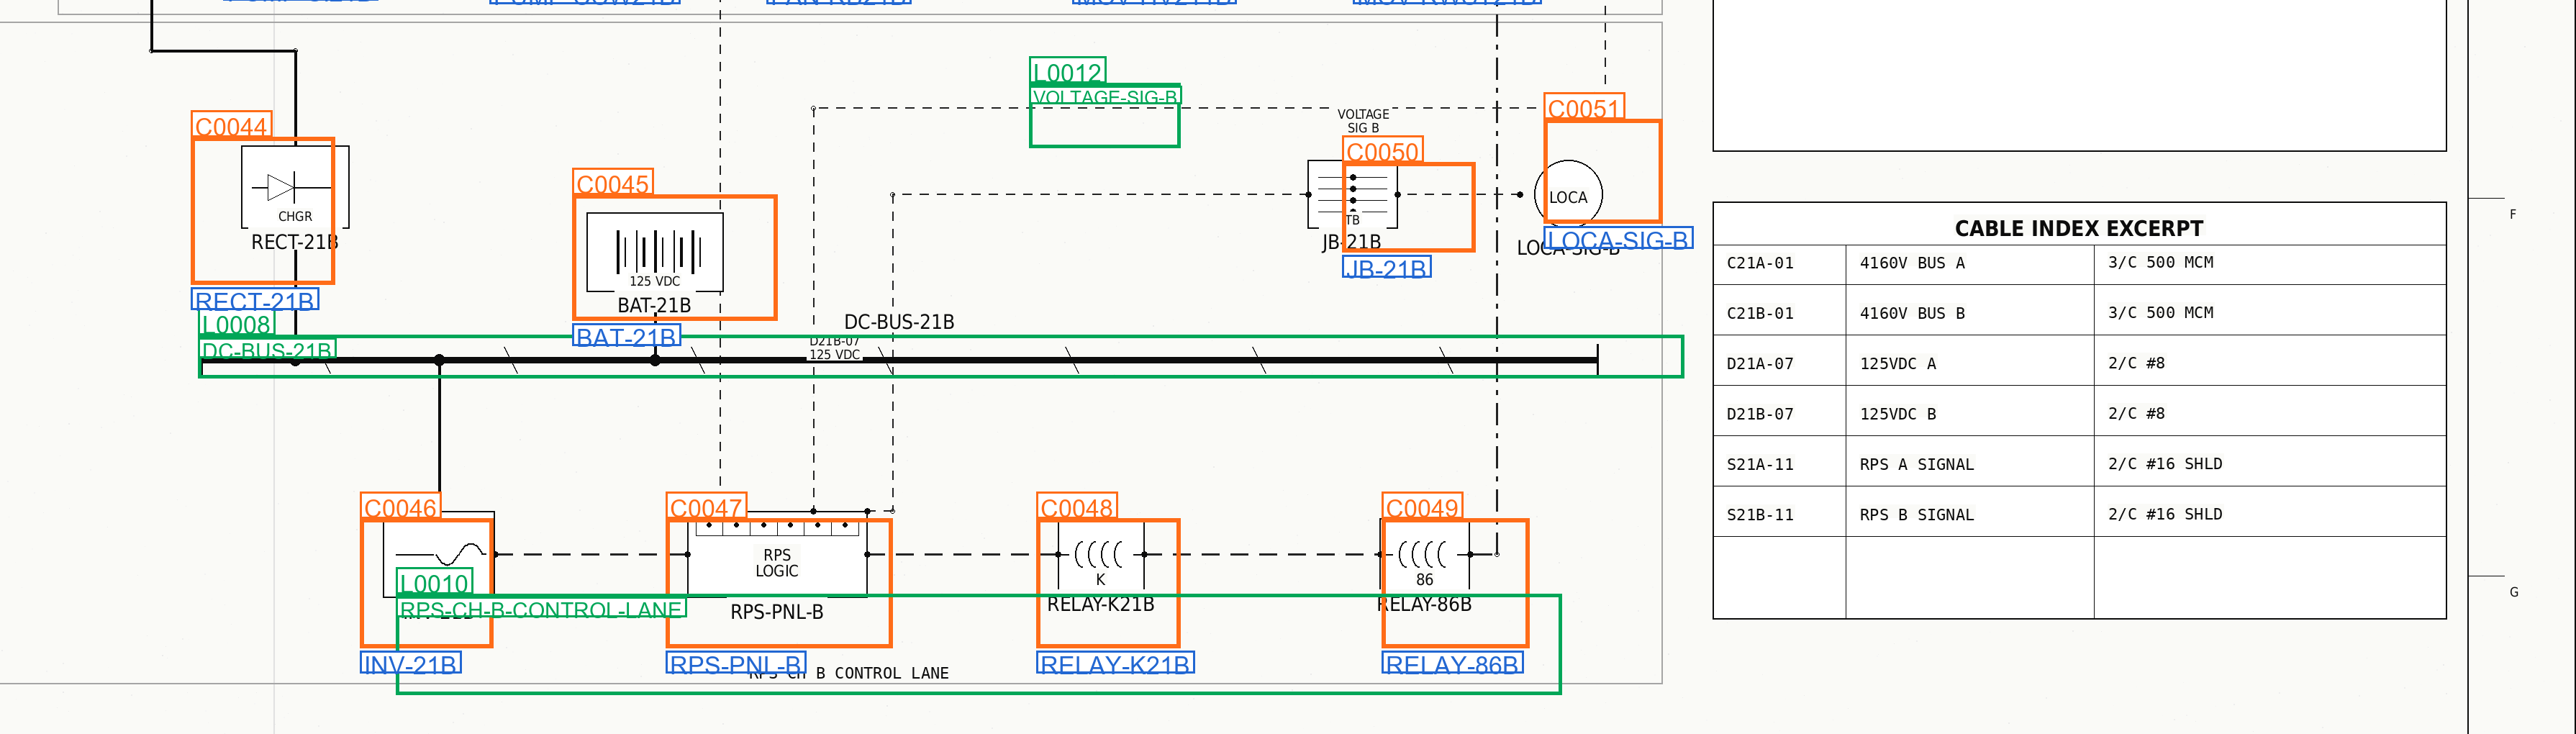 L0012
VOLTAGE-SIG-B
C0051
C0044
VOLTAGE
SIG B
C0050
C0045
LOCA
CHGR
TB
RECT-21B
JB-21B
LOCA-SIG-B
LOCA-SIG-B
JB-21B
125 VDC
BAT-21B
RECT-21B
L0008
DC-BUS-21B
BAT-21B
DC-BUS-21B
D21B-07
125 VDC
C0046
C0047
C0048
C0049
RPS
LOGIC
K
86
L0010
RPS-CH-B-CONTROL-LANE
RPS-PNL-B
RELAY-K21B
RELAY-86B
INV-21B
RPS-PNL-B
RELAY-K21B
RELAY-86B
RPS CH B CONTROL LANE
CABLE INDEX EXCERPT
C21A-01 4160V BUS A 3/C 500 MCM
C21B-01 4160V BUS B 3/C 500 MCM
D21A-07 125VDC A 2/C #8
D21B-07 125VDC B 2/C #8
S21A-11 RPS A SIGNAL 2/C #16 SHLD
S21B-11 RPS B SIGNAL 2/C #16 SHLD
F
G